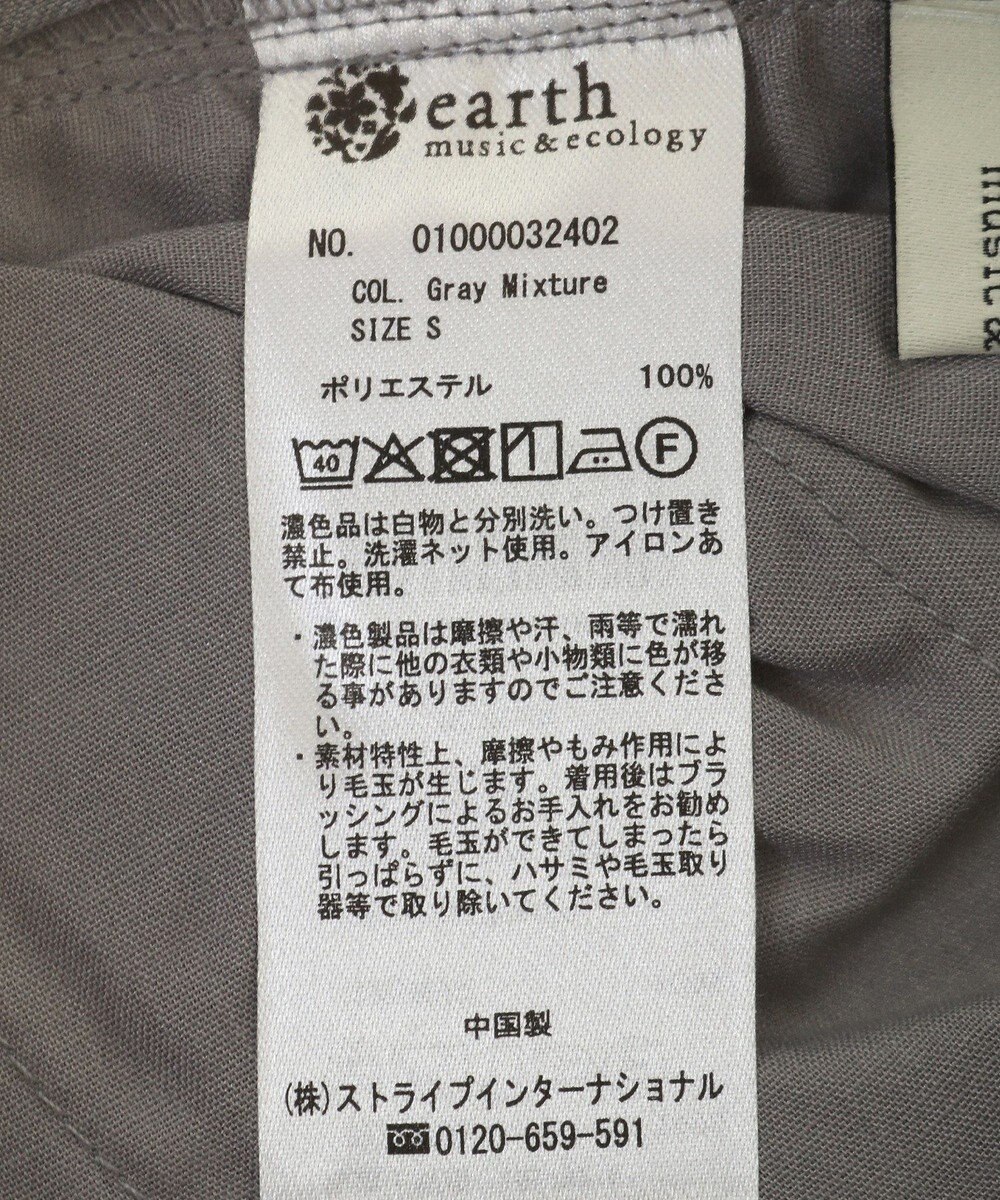 earth
music&ecology
NO. 01000032402
COL. Gray Mixture
SIZE S
ポリエステル 100%
40
F
濃色品は白物と分別洗い。つけ置き
禁止。洗濯ネット使用。アイロンあ
て布使用。
・濃色製品は摩擦や汗、雨等で濡れ
た際に他の衣類や小物類に色が移
る事がありますのでご注意くださ
い。
・素材特性上、摩擦やもみ作用によ
り毛玉が生じます。着用後はブラ
ッシングによるお手入れをお勧め
します。毛玉ができてしまったら
引っぱらずに、ハサミや毛玉取り
器等で取り除いてください。
中国製
(株)ストライプインターナショナル
0120-659-591
music &